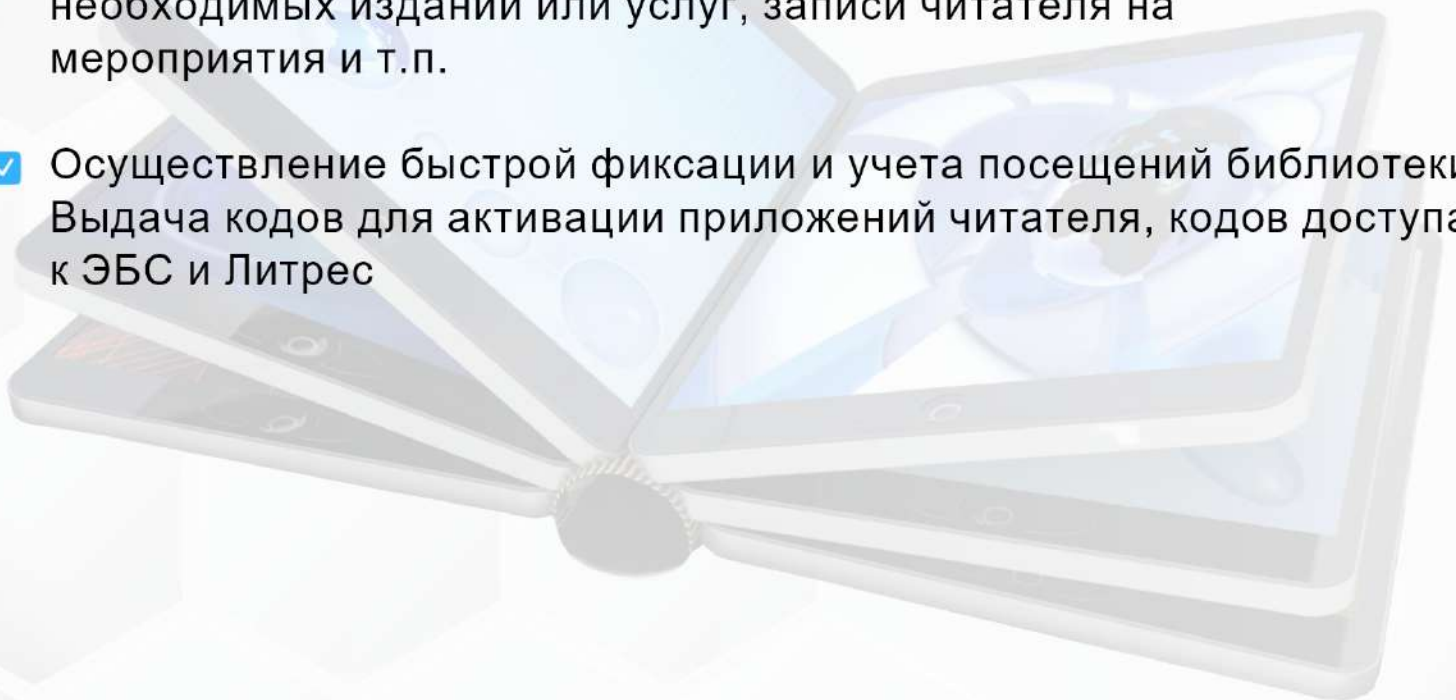 необходимых изданий или услуг, записи читателя на
мероприятия и т.п.
Осуществление быстрой фиксации и учета посещений библиотеки
Выдача кодов для активации приложений читателя, кодов доступа
к ЭБС и Литрес